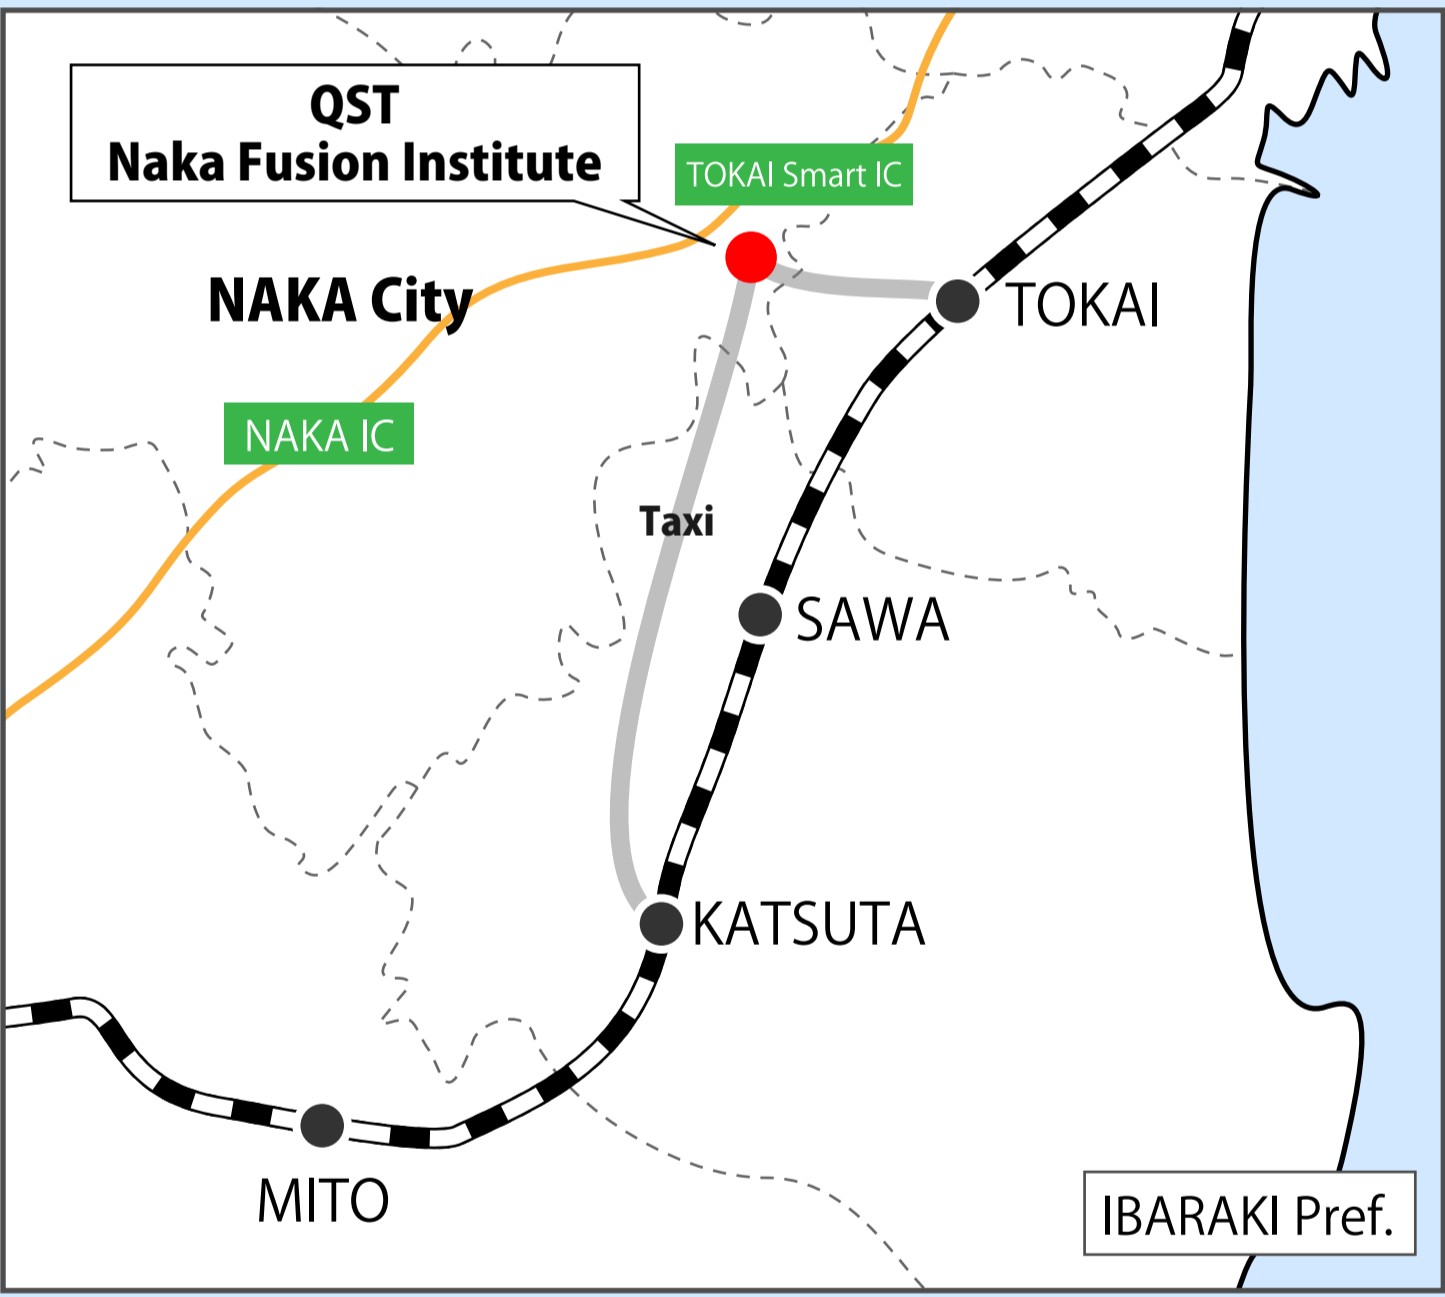 QST
Naka Fusion Institute
TOKAI Smart IC
NAKA City
TOKAI
NAKA IC
Taxi
SAWA
KATSUTA
MITO
IBARAKI Pref.